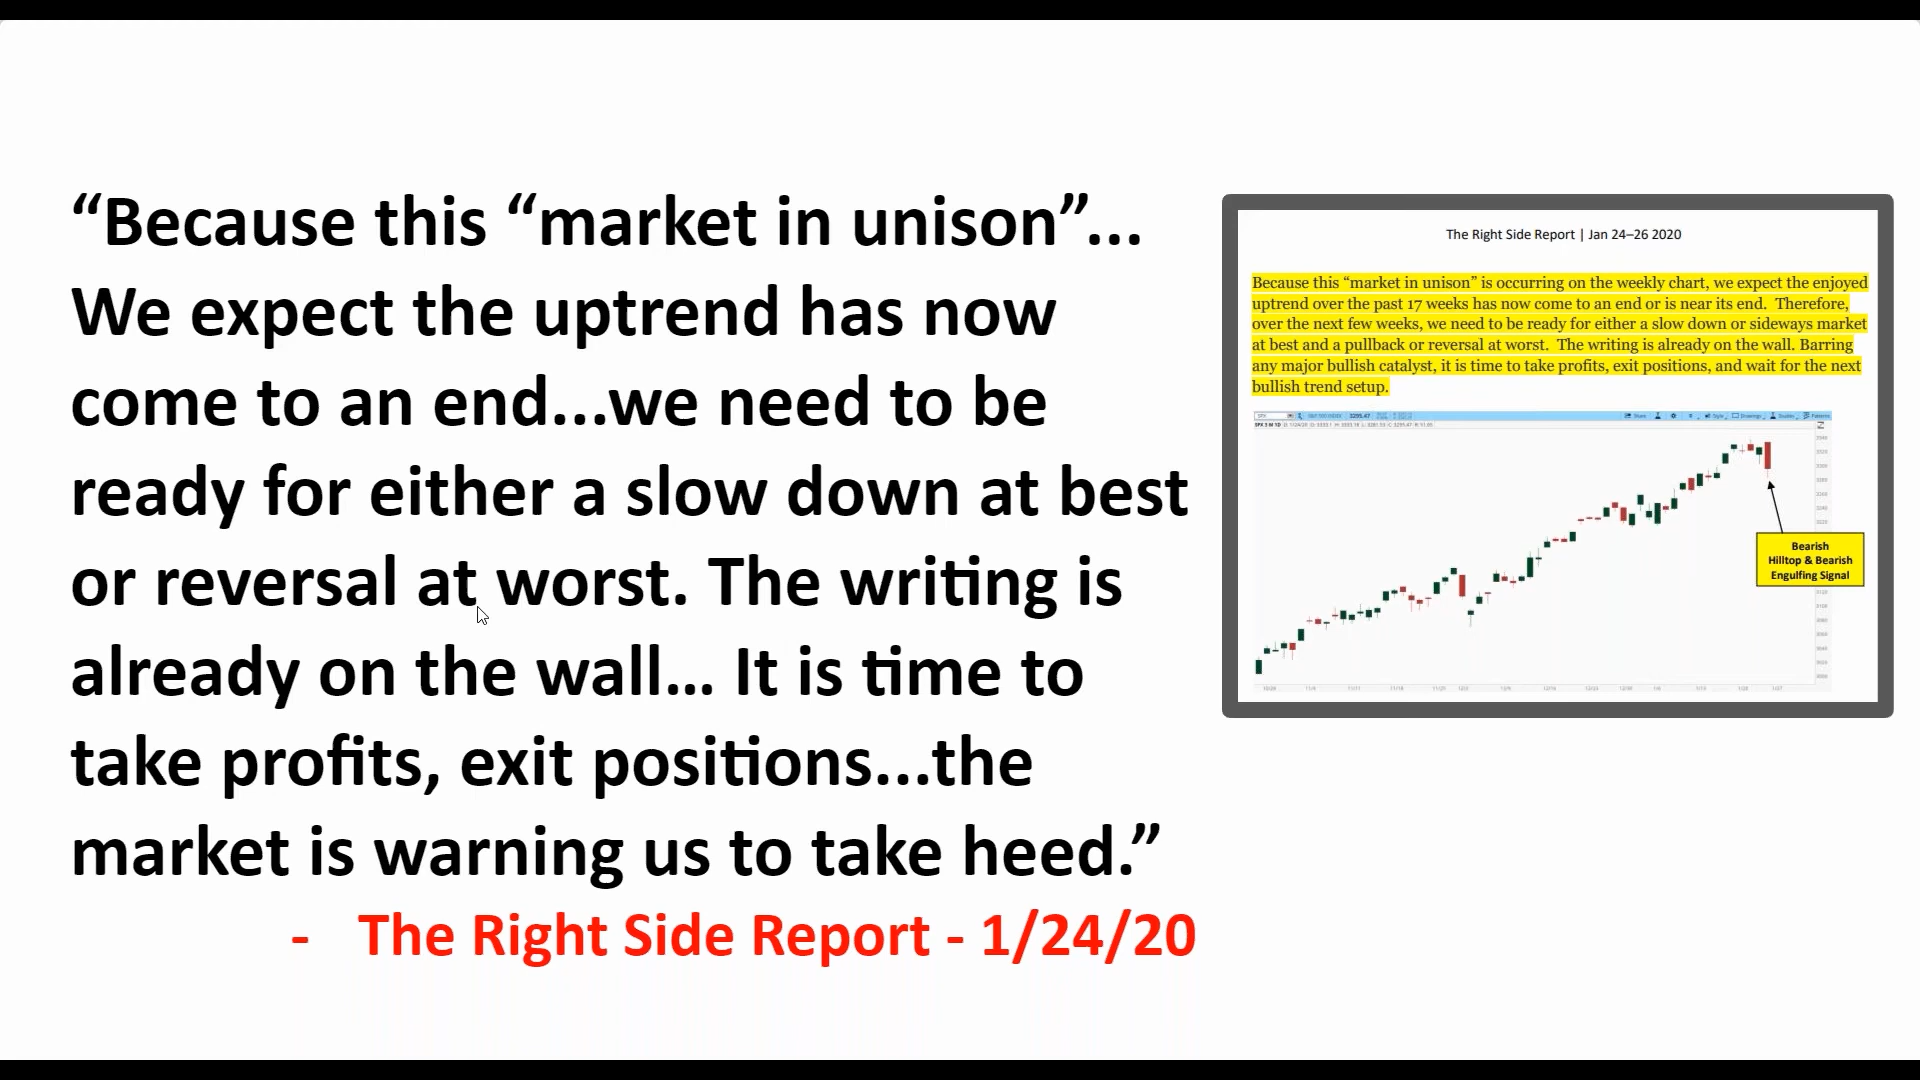 “Because this “market in unison”...
We expect the uptrend has now
come to an end...we need to be
ready for either a slow down at best
or reversal at worst. The writing is
already on the wall... It is time to
take profits, exit positions...the
market is warning us to take heed.”
- The Right Side Report - 1/24/20
The Right Side Report | Jan 24–26 2020
Because this “market in unison” is occurring on the weekly chart, we expect the enjoyed
uptrend over the past 17 weeks has now come to an end or is near its end. Therefore,
over the next few weeks, we need to be ready for either a slow down or sideways market
at best and a pullback or reversal at worst. The writing is already on the wall. Barring
any major bullish catalyst, it is time to take profits, exit positions, and wait for the next
bullish trend setup.
SPX 3295.47 Share Style Drawings Studies Patterns
Bearish
Hilltop & Bearish
Engulfing Signal